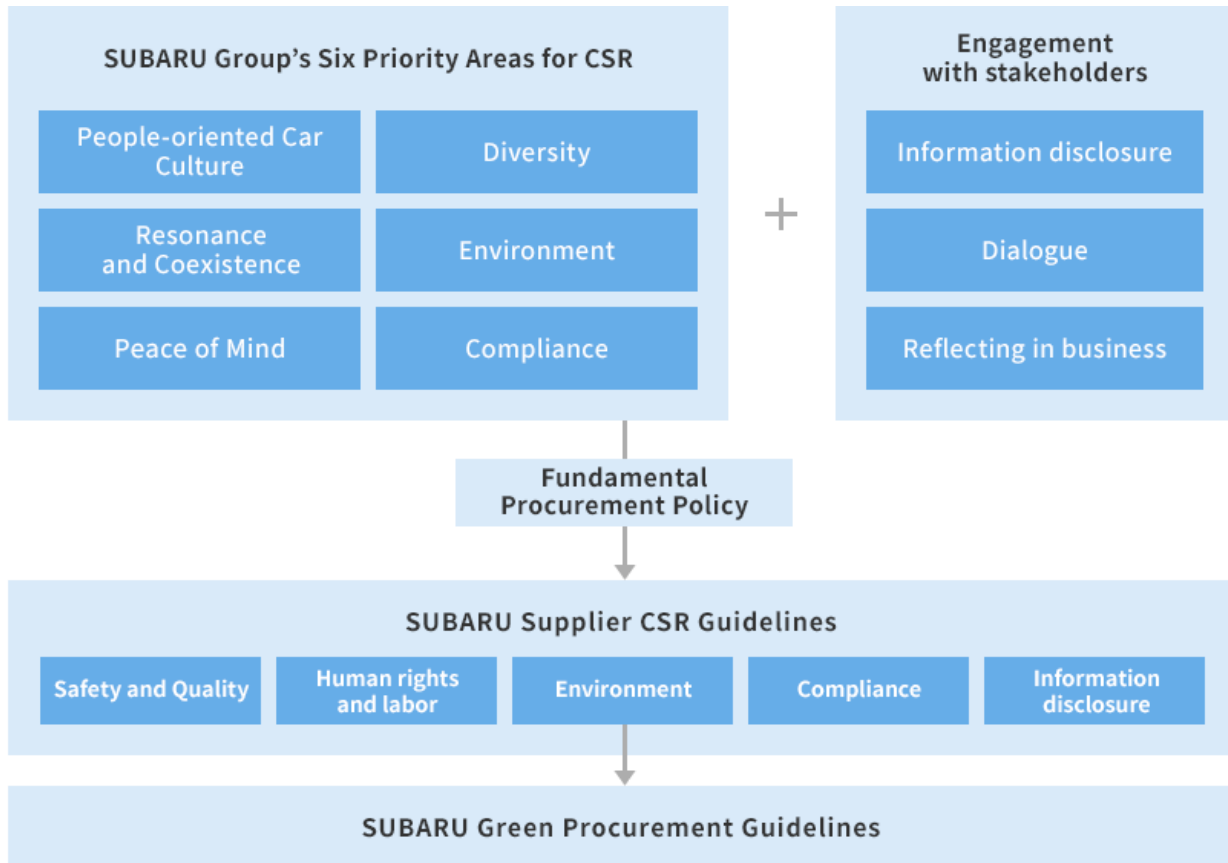 SUBARU Group’s Six Priority Areas for CSR
People-oriented Car
Culture
Diversity
Resonance
and Coexistence
Environment
Peace of Mind
Compliance
Engagement
with stakeholders
Information disclosure
Dialogue
Reflecting in business
+
Fundamental
Procurement Policy
SUBARU Supplier CSR Guidelines
Safety and Quality
Human rights
and labor
Environment
Compliance
Information
disclosure
SUBARU Green Procurement Guidelines